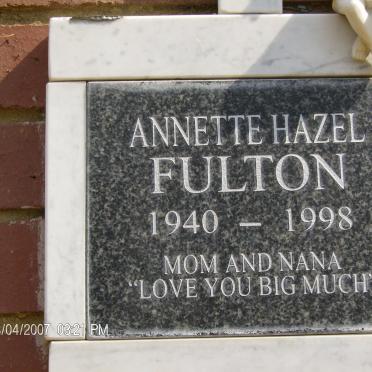 ANNETTE HAZEL
FULTON
1940 – 1998
MOM AND NANA
“LOVE YOU BIG MUCH”
/04/2007 03:21 PM